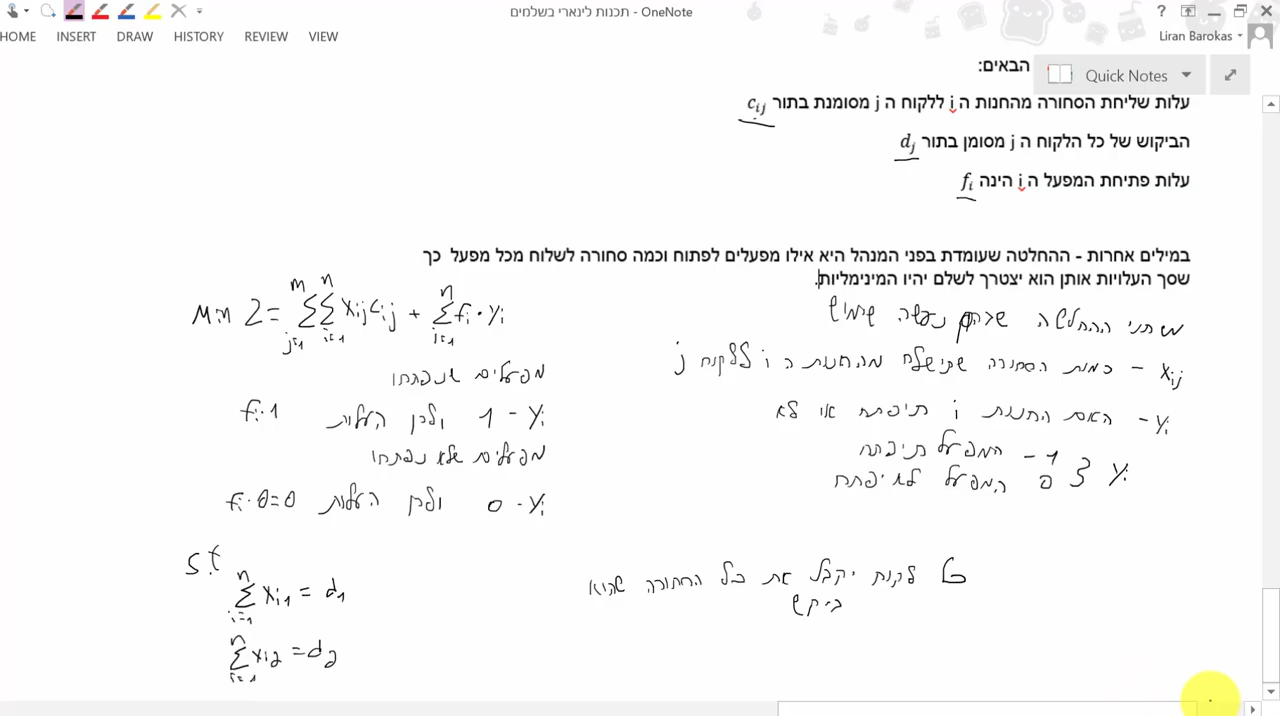 תכנות לינארי בשלמים - OneNote
HOME INSERT DRAW HISTORY REVIEW VIEW
Liran Barokas
Quick Notes
הבאים:
עלות שליחת הסחורה מהחנות ה i ללקוח ה j מסומנת בתור c_ij
הביקוש של כל הלקוח ה j מסומן בתור d_j
עלות פתיחת המפעל ה i הינה f_i
במילים אחרות - ההחלטה שעומדת בפני המנהל היא אילו מפעלים לפתוח וכמה סחורה לשלוח מכל מפעל כך
שסך העלויות אותן הוא יצטרך לשלם יהיו המינימליות.
משתני ההחלטה שבהם נעשה שימוש
x_ij - כמות הסחורה שתישלח מהחנות ה i ללקוח j
y_i - האם החנות i תיפתח או לא
y_i { 1 - המפעל תיפתח
0 המפעל לא יפתח
Min Z = Σ_{j=1}^{m} Σ_{i=1}^{n} x_ij c_ij + Σ_{i=1}^{n} f_i · y_i
מפעלים שנפתחו
y_i - 1 ולכן העלות f_i · 1
מפעלים שלא נפתחו
y_i - 0 ולכן העלות f_i · 0 = 0
s.t
כל לקוח יקבל את כל הסחורה שהוא
ביקש
Σ_{i=1}^{n} x_i1 = d_1
Σ_{i=1}^{n} x_i2 = d_2